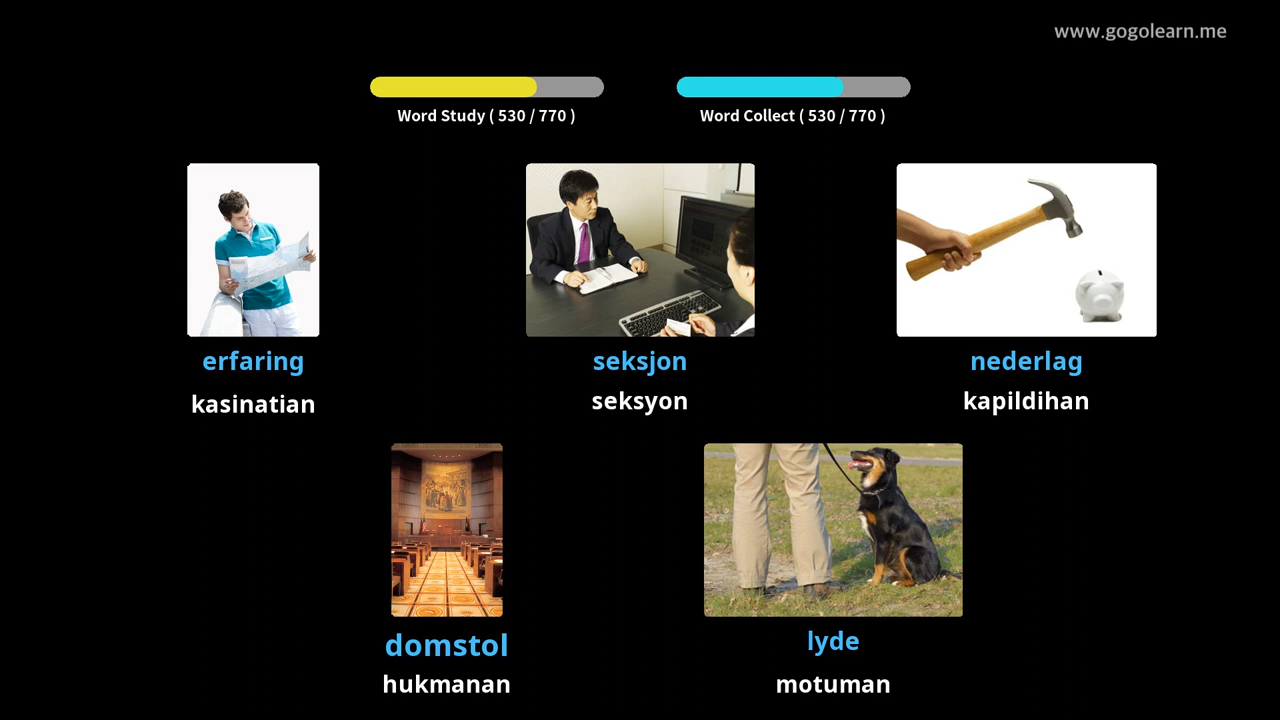 www.gogolearn.me
Word Study ( 530 / 770 )
Word Collect ( 530 / 770 )
erfaring
kasinatian
seksjon
seksyon
nederlag
kapildihan
domstol
hukmanan
lyde
motuman